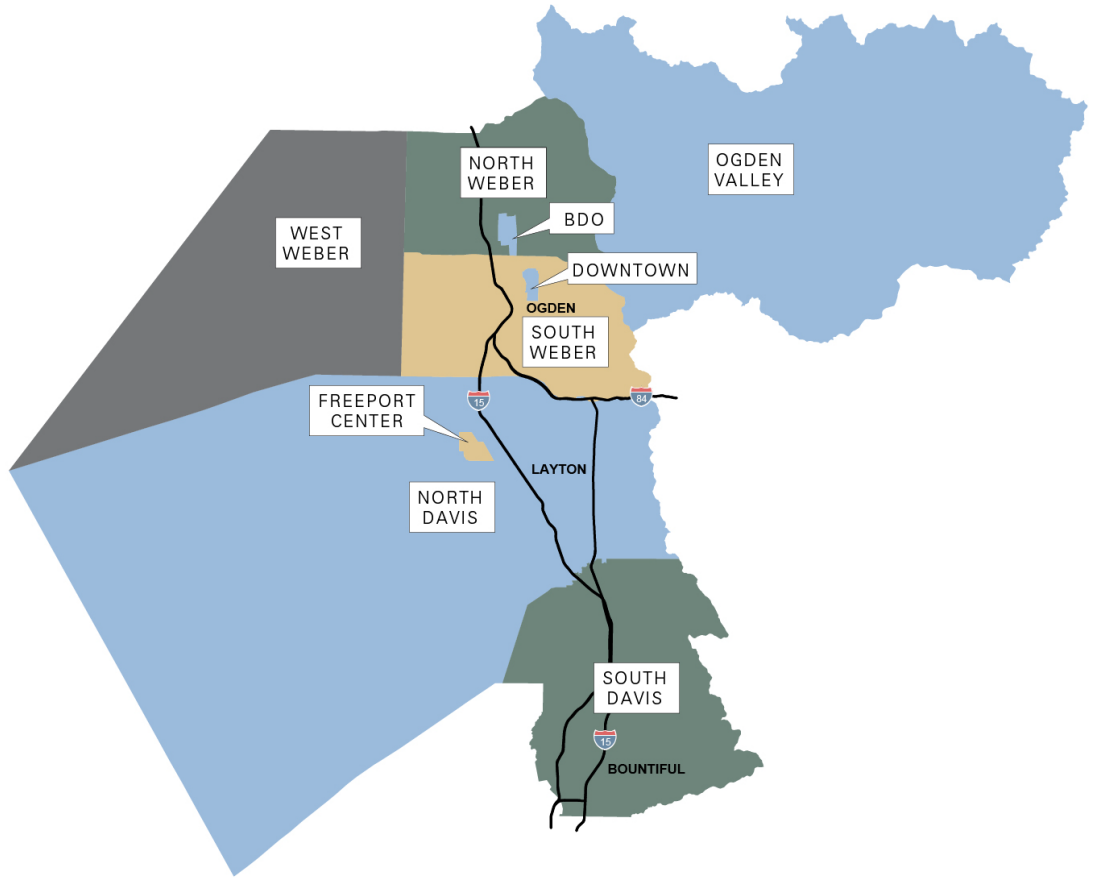 OGDEN
VALLEY
NORTH
WEBER
BDO
WEST
WEBER
DOWNTOWN
OGDEN
SOUTH
WEBER
FREEPORT
CENTER
15
84
LAYTON
NORTH
DAVIS
SOUTH
DAVIS
15
BOUNTIFUL